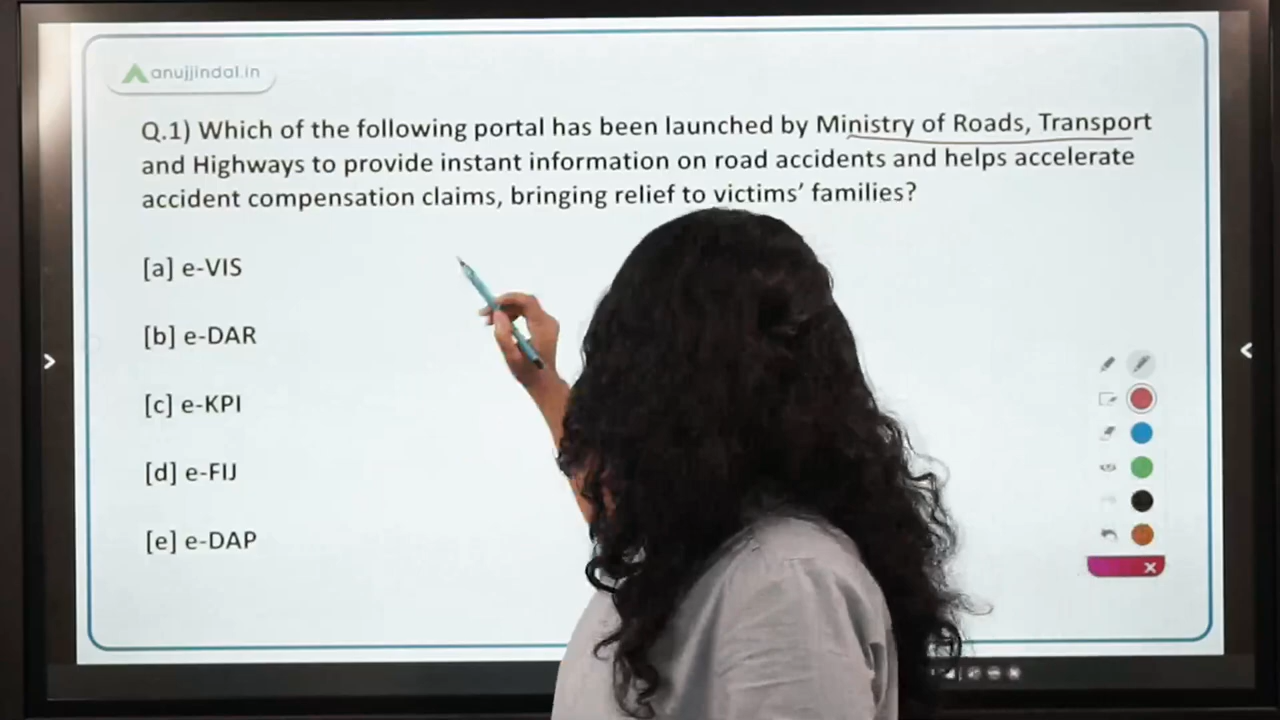 anujjindal.in
Q.1) Which of the following portal has been launched by Ministry of Roads, Transport
and Highways to provide instant information on road accidents and helps accelerate
accident compensation claims, bringing relief to victims’ families?
[a] e-VIS
[b] e-DAR
[c] e-KPI
[d] e-FIJ
[e] e-DAP